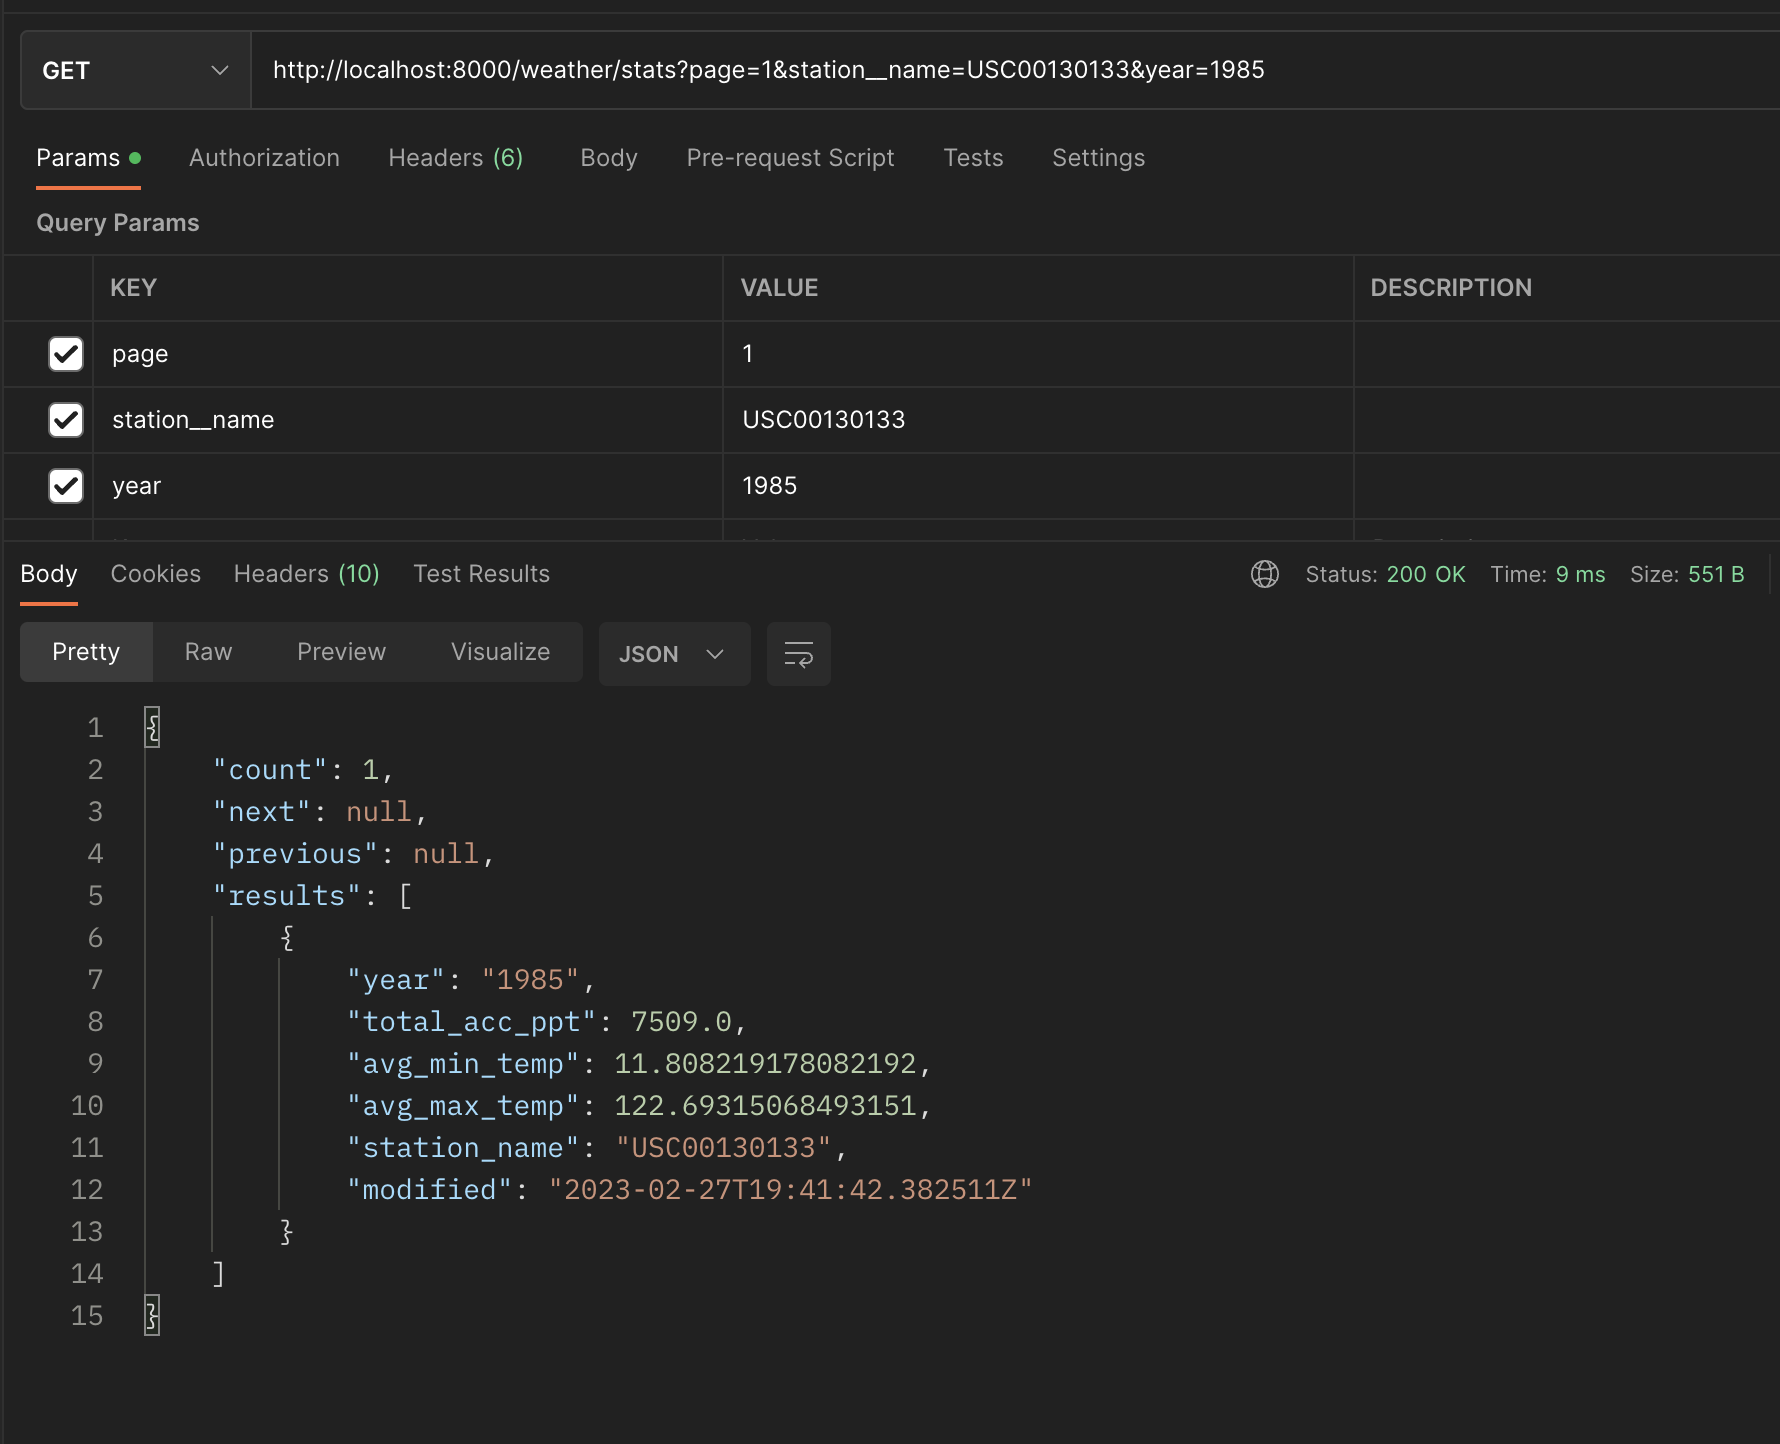 GET http://localhost:8000/weather/stats?page=1&station__name=USC00130133&year=1985
Params Authorization Headers (6) Body Pre-request Script Tests Settings
Query Params
KEY VALUE DESCRIPTION
page 1
station__name USC00130133
year 1985
Body Cookies Headers (10) Test Results Status: 200 OK Time: 9 ms Size: 551 B
Pretty Raw Preview Visualize JSON
1 {
2 "count": 1,
3 "next": null,
4 "previous": null,
5 "results": [
6 {
7 "year": "1985",
8 "total_acc_ppt": 7509.0,
9 "avg_min_temp": 11.808219178082192,
10 "avg_max_temp": 122.69315068493151,
11 "station_name": "USC00130133",
12 "modified": "2023-02-27T19:41:42.382511Z"
13 }
14 ]
15 }